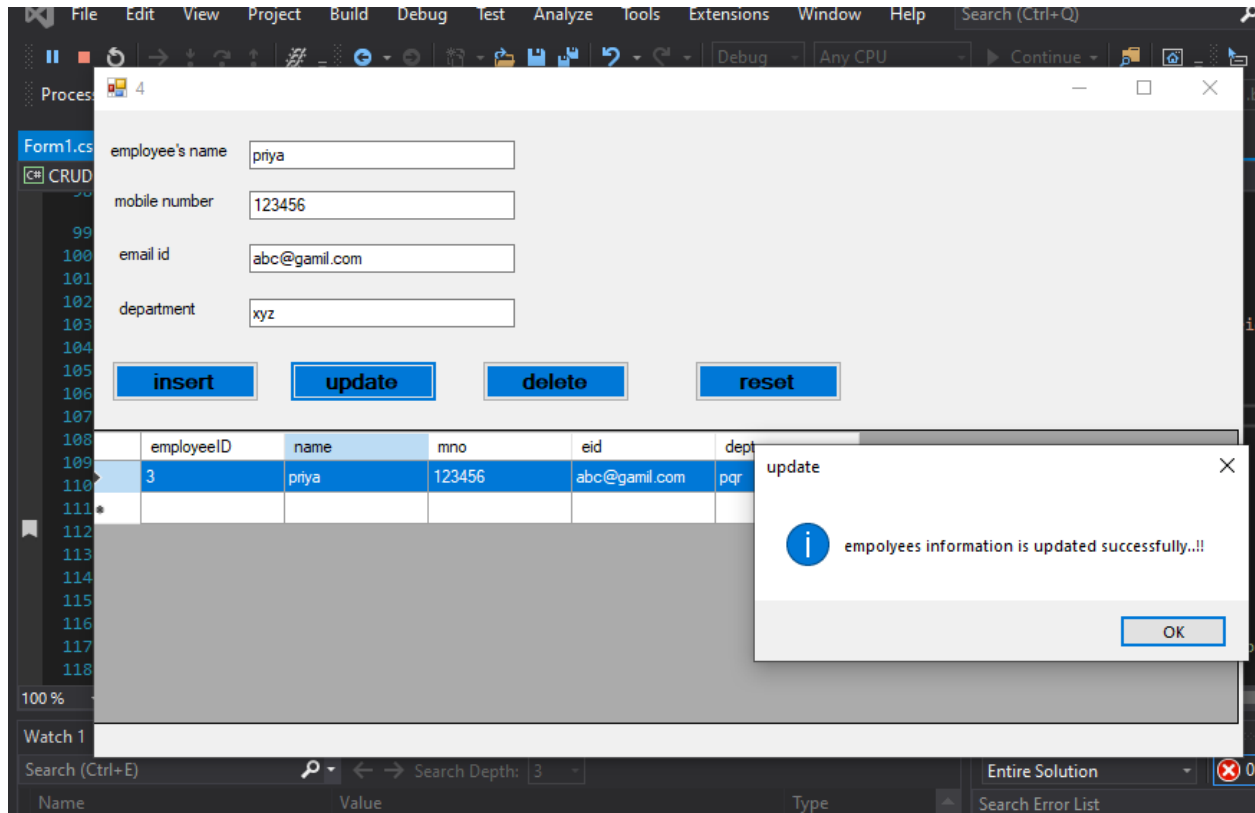 File Edit View Project Build Debug Test Analyze Tools Extensions Window Help Search (Ctrl+Q)
Debug Any CPU Continue
Process 4
Form1.cs
CRUD
employee's name priya
mobile number 123456
email id abc@gamil.com
department xyz
insert update delete reset
employeeID name mno eid dept
3 priya 123456 abc@gamil.com pqr
update
empolyees information is updated successfully..!!
OK
98
99
100
101
102
103
104
105
106
107
108
109
110
111
112
113
114
115
116
117
118
100 %
Watch 1
Search (Ctrl+E) Search Depth: 3 Entire Solution 0
Name Value Type Search Error List